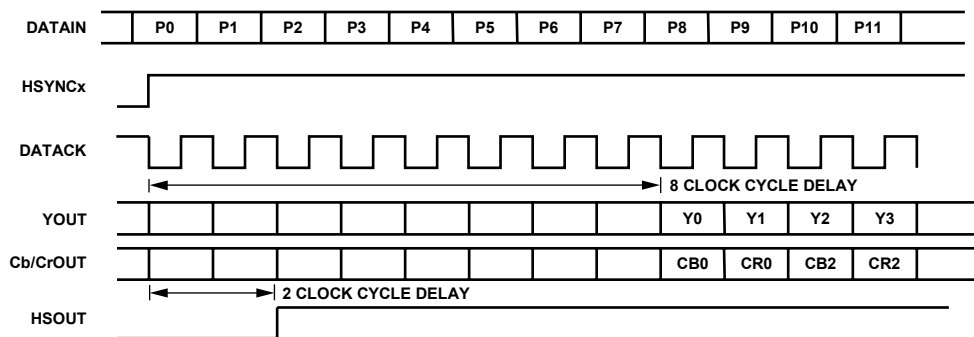 DATAIN P0 P1 P2 P3 P4 P5 P6 P7 P8 P9 P10 P11
HSYNCx
DATACK
8 CLOCK CYCLE DELAY
YOUT Y0 Y1 Y2 Y3
Cb/CrOUT CB0 CR0 CB2 CR2
2 CLOCK CYCLE DELAY
HSOUT